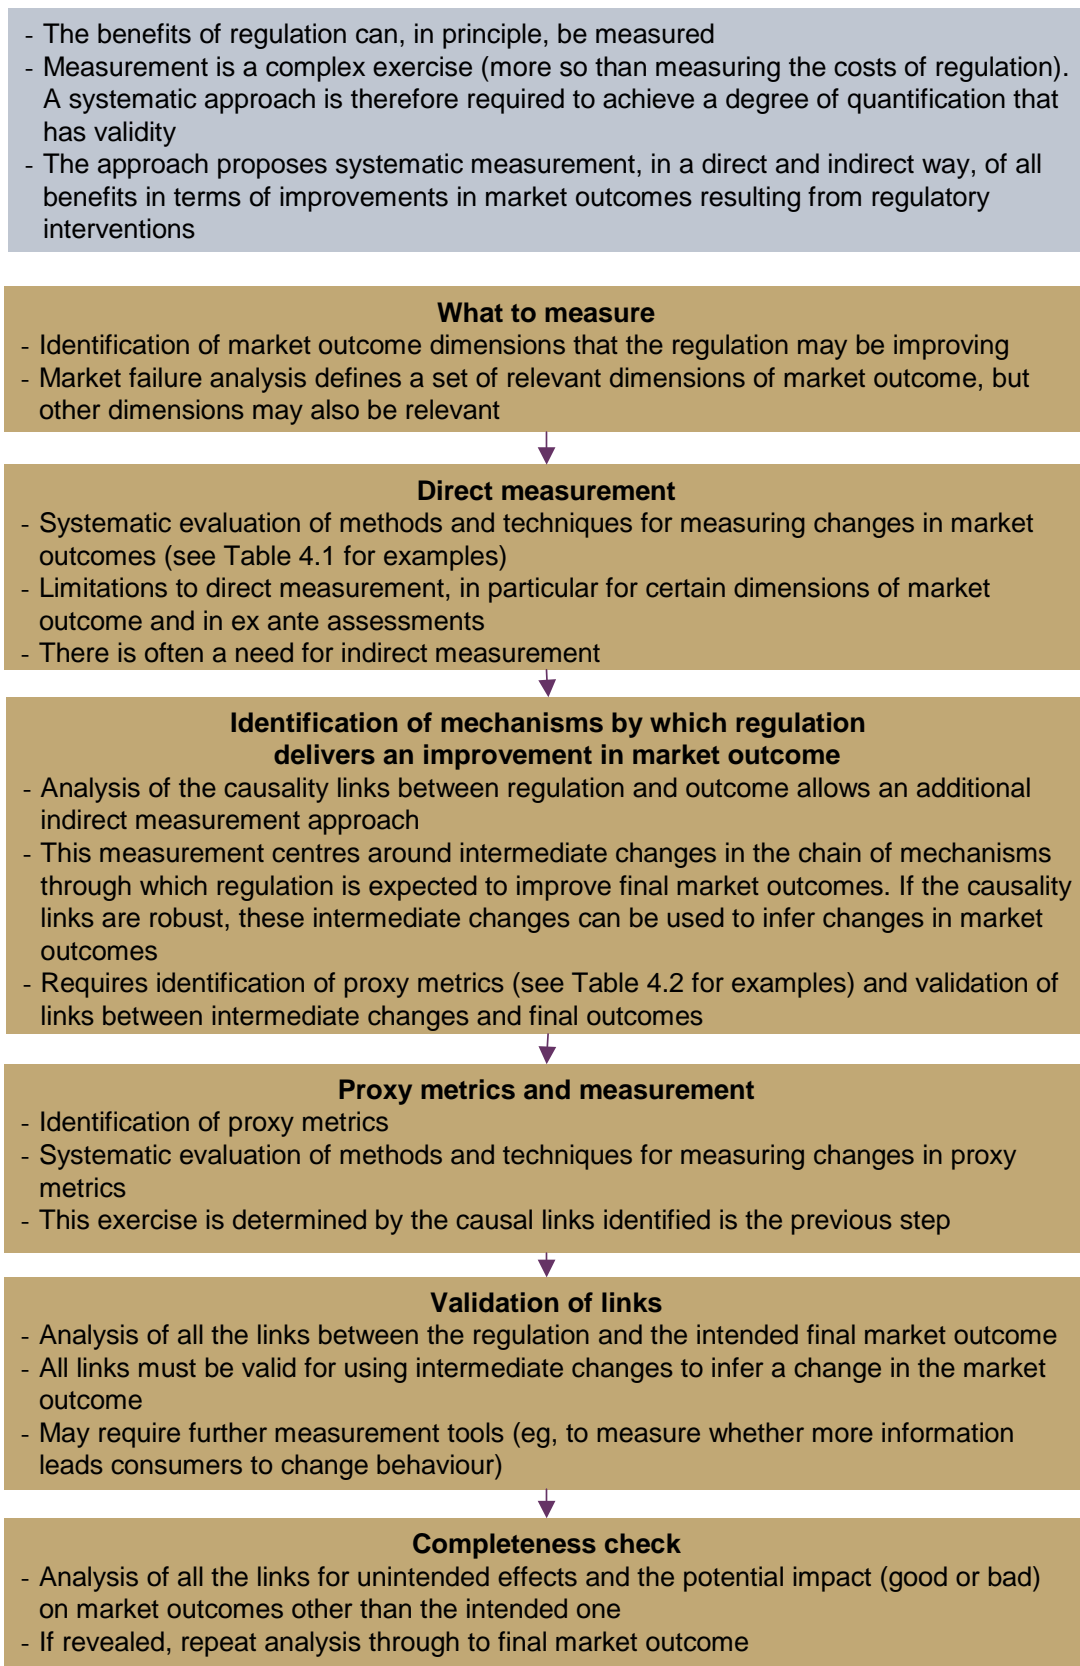 - The benefits of regulation can, in principle, be measured
- Measurement is a complex exercise (more so than measuring the costs of regulation).
A systematic approach is therefore required to achieve a degree of quantification that
has validity
- The approach proposes systematic measurement, in a direct and indirect way, of all
benefits in terms of improvements in market outcomes resulting from regulatory
interventions
What to measure
- Identification of market outcome dimensions that the regulation may be improving
- Market failure analysis defines a set of relevant dimensions of market outcome, but
other dimensions may also be relevant
Direct measurement
- Systematic evaluation of methods and techniques for measuring changes in market
outcomes (see Table 4.1 for examples)
- Limitations to direct measurement, in particular for certain dimensions of market
outcome and in ex ante assessments
- There is often a need for indirect measurement
Identification of mechanisms by which regulation
delivers an improvement in market outcome
- Analysis of the causality links between regulation and outcome allows an additional
indirect measurement approach
- This measurement centres around intermediate changes in the chain of mechanisms
through which regulation is expected to improve final market outcomes. If the causality
links are robust, these intermediate changes can be used to infer changes in market
outcomes
- Requires identification of proxy metrics (see Table 4.2 for examples) and validation of
links between intermediate changes and final outcomes
Proxy metrics and measurement
- Identification of proxy metrics
- Systematic evaluation of methods and techniques for measuring changes in proxy
metrics
- This exercise is determined by the causal links identified is the previous step
Validation of links
- Analysis of all the links between the regulation and the intended final market outcome
- All links must be valid for using intermediate changes to infer a change in the market
outcome
- May require further measurement tools (eg, to measure whether more information
leads consumers to change behaviour)
Completeness check
- Analysis of all the links for unintended effects and the potential impact (good or bad)
on market outcomes other than the intended one
- If revealed, repeat analysis through to final market outcome